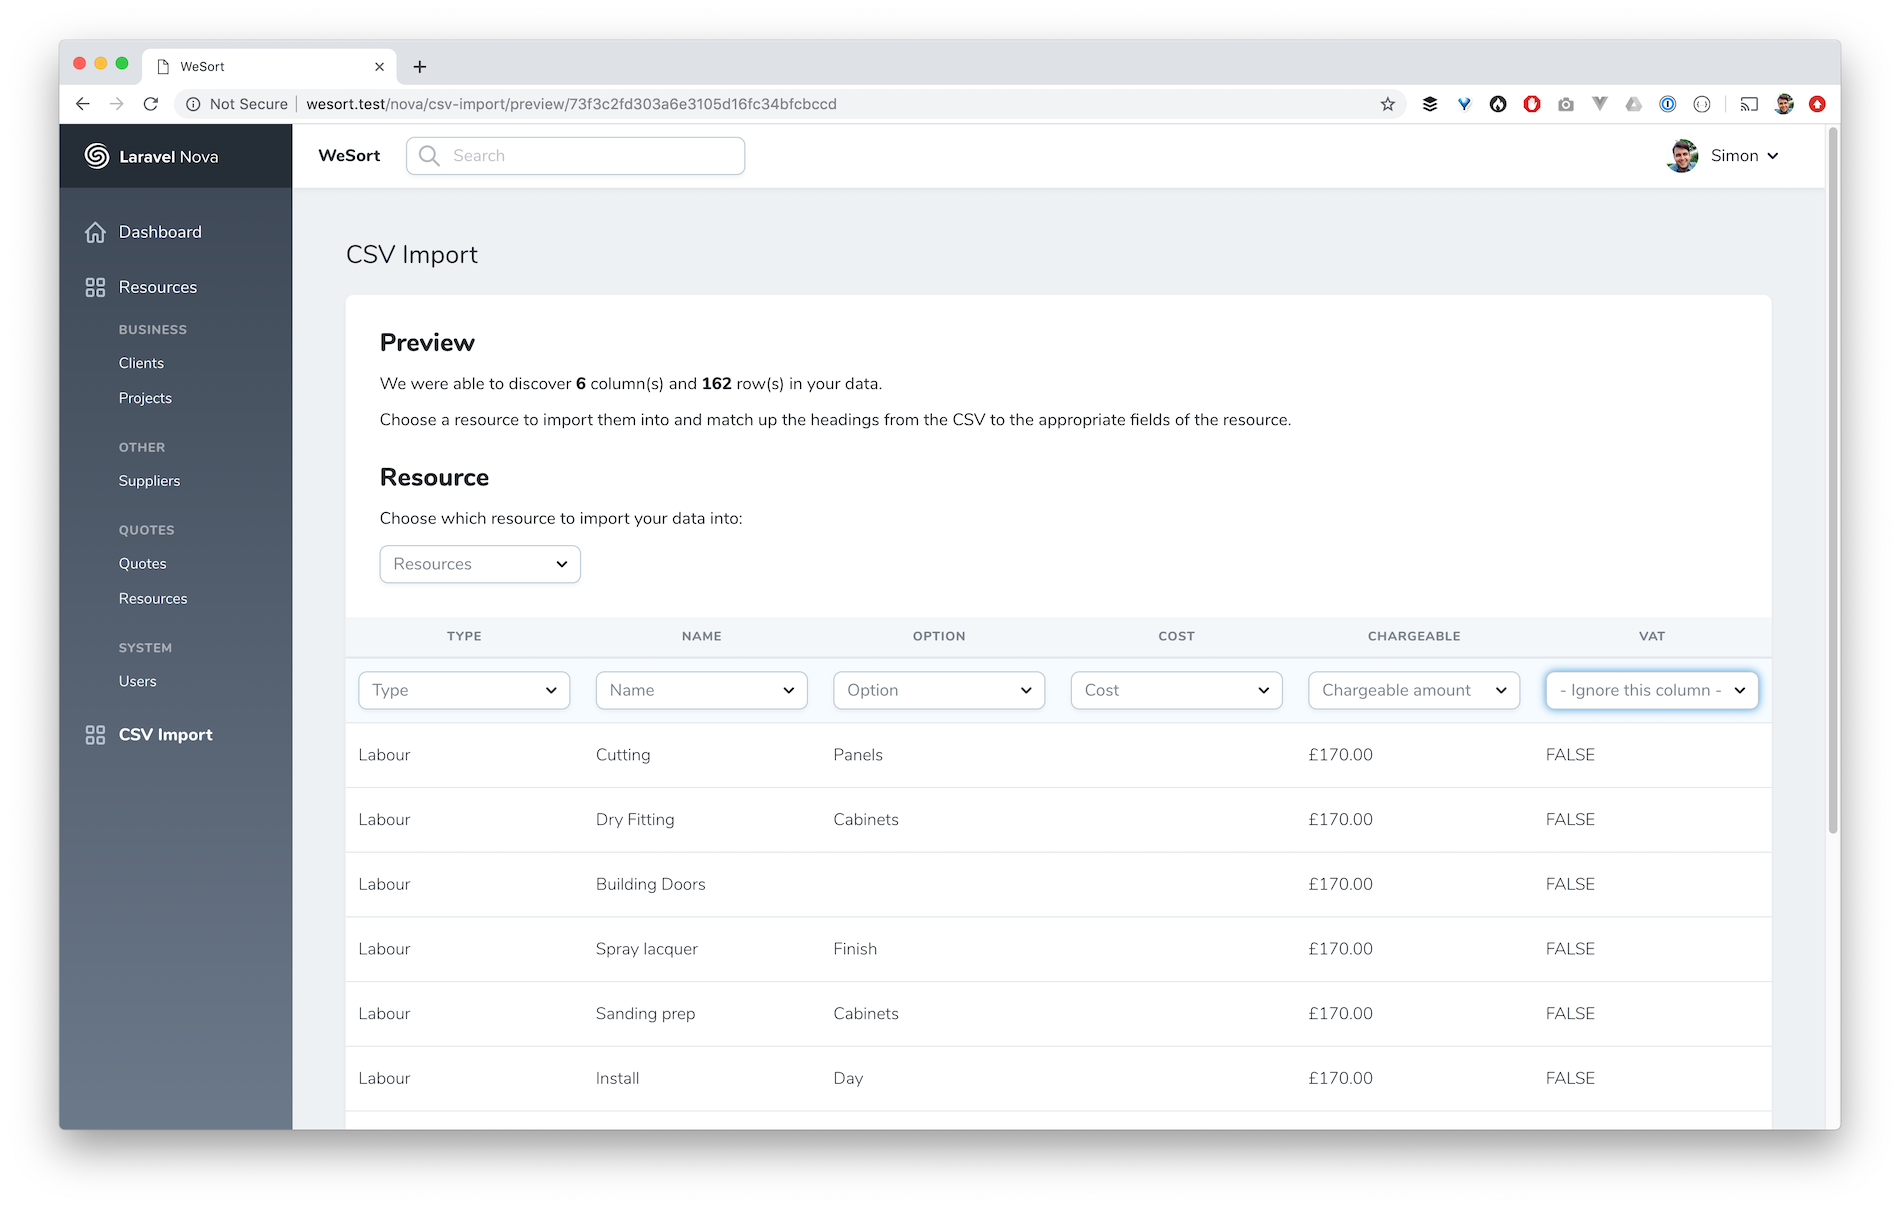 WeSort
Not Secure
wesort.test/nova/csv-import/preview/73f3c2fd303a6e3105d16fc34bfcbccd
Laravel Nova
WeSort
Search
Simon
Dashboard
Resources
BUSINESS
Clients
Projects
OTHER
Suppliers
QUOTES
Quotes
Resources
SYSTEM
Users
CSV Import
CSV Import
Preview
We were able to discover 6 column(s) and 162 row(s) in your data.
Choose a resource to import them into and match up the headings from the CSV to the appropriate fields of the resource.
Resource
Choose which resource to import your data into:
Resources
TYPE NAME OPTION COST CHARGEABLE VAT
Type Name Option Cost Chargeable amount - Ignore this column -
Labour Cutting Panels £170.00 FALSE
Labour Dry Fitting Cabinets £170.00 FALSE
Labour Building Doors £170.00 FALSE
Labour Spray lacquer Finish £170.00 FALSE
Labour Sanding prep Cabinets £170.00 FALSE
Labour Install Day £170.00 FALSE